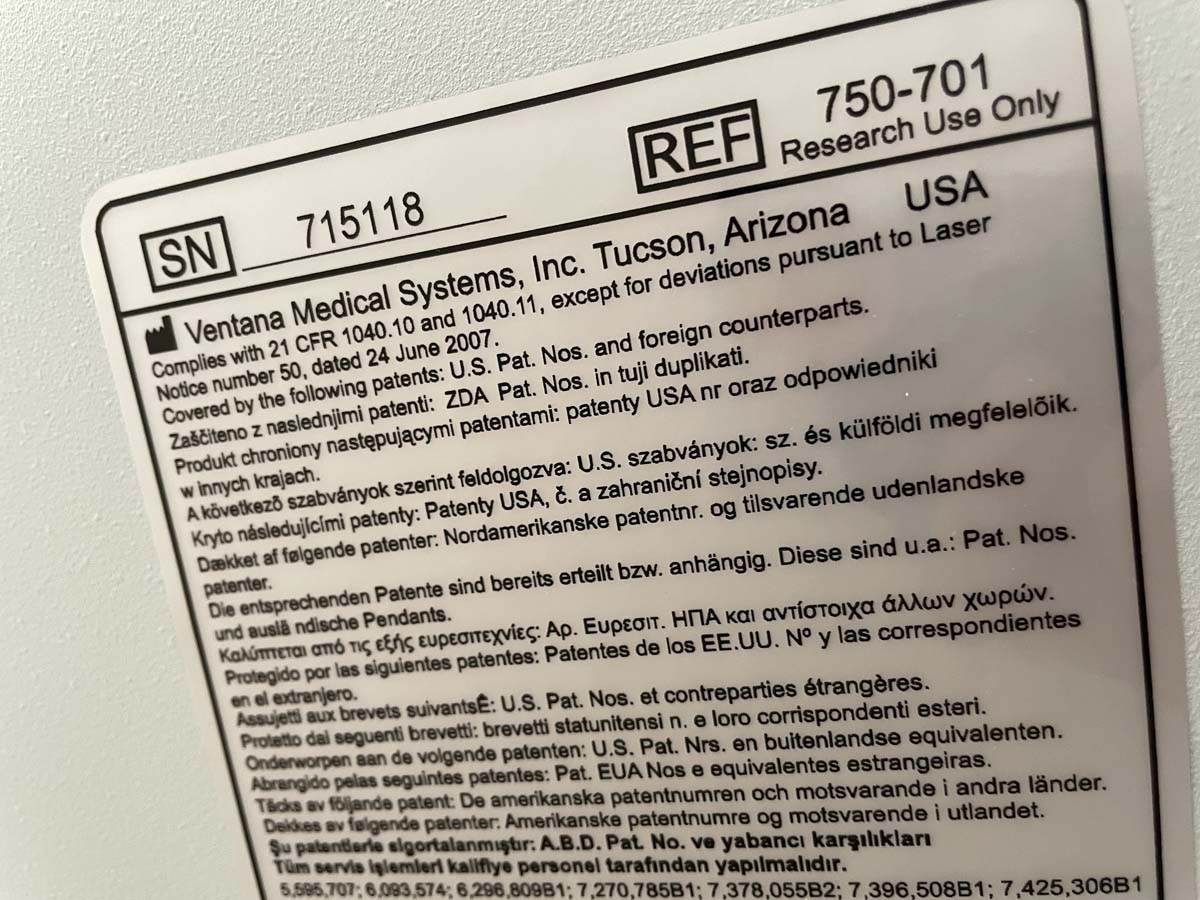 REF 750-701
Research Use Only
SN 715118
Ventana Medical Systems, Inc. Tucson, Arizona USA
Complies with 21 CFR 1040.10 and 1040.11, except for deviations pursuant to Laser
Notice number 50, dated 24 June 2007.
Covered by the following patents: U.S. Pat. Nos. and foreign counterparts.
Zaščiteno z naslednjimi patenti: ZDA Pat. Nos. in tuji duplikati.
Produkt chroniony następującymi patentami: patenty USA nr oraz odpowiedniki
w innych krajach.
A következõ szabványok szerint feldolgozva: U.S. szabványok: sz. és külföldi megfelelõik.
Kryto následujícími patenty: Patenty USA, č. a zahraniční stejnopisy.
Dækket af følgende patenter: Nordamerikanske patentnr. og tilsvarende udenlandske
patenter.
Die entsprechenden Patente sind bereits erteilt bzw. anhängig. Diese sind u.a.: Pat. Nos.
und auslä ndische Pendants.
Καλύπτεται από τις εξής ευρεσιτεχνίες: Αρ. Ευρεσιτ. ΗΠΑ και αντίστοιχα άλλων χωρών.
Protegido por las siguientes patentes: Patentes de los EE.UU. Nº y las correspondientes
en el extranjero.
Assujetti aux brevets suivantsÊ: U.S. Pat. Nos. et contreparties étrangères.
Protetto dai seguenti brevetti: brevetti statunitensi n. e loro corrispondenti esteri.
Onderworpen aan de volgende patenten: U.S. Pat. Nrs. en buitenlandse equivalenten.
Abrangido pelas seguintes patentes: Pat. EUA Nos e equivalentes estrangeiras.
Täcks av följande patent: De amerikanska patentnumren och motsvarande i andra länder.
Dekkes av følgende patenter: Amerikanske patentnumre og motsvarende i utlandet.
Şu patentlerle sigortalanmıştır: A.B.D. Pat. No. ve yabancı karşılıkları
Tüm servis işlemleri kalifiye personel tarafından yapılmalıdır.
5,595,707; 6,093,574; 6,296,809B1; 7,270,785B1; 7,378,055B2; 7,396,508B1; 7,425,306B1